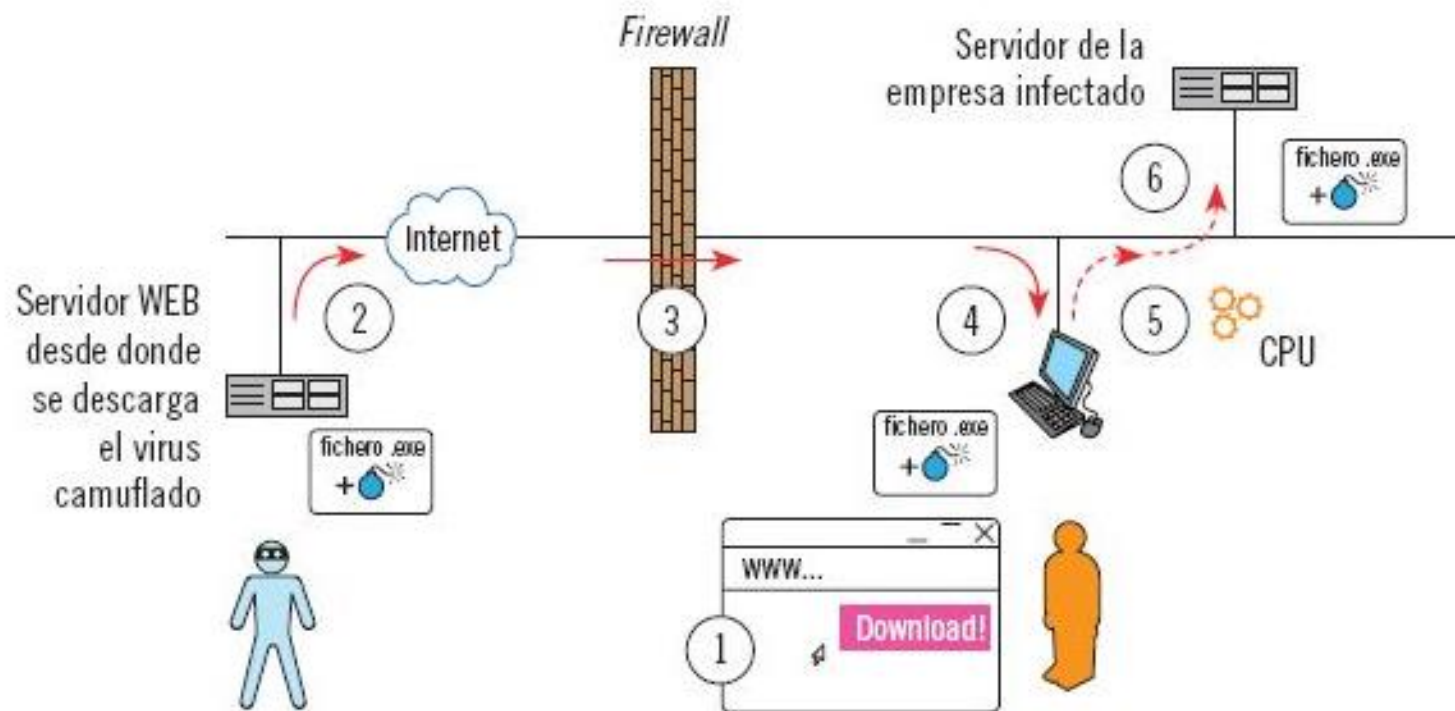 Firewall
Servidor de la
empresa infectado
fichero .exe
+
6
Internet
Servidor WEB
desde donde
se descarga
el virus
camuflado
2
3
4
5
CPU
fichero .exe
+
fichero .exe
+
www...
Download!
1